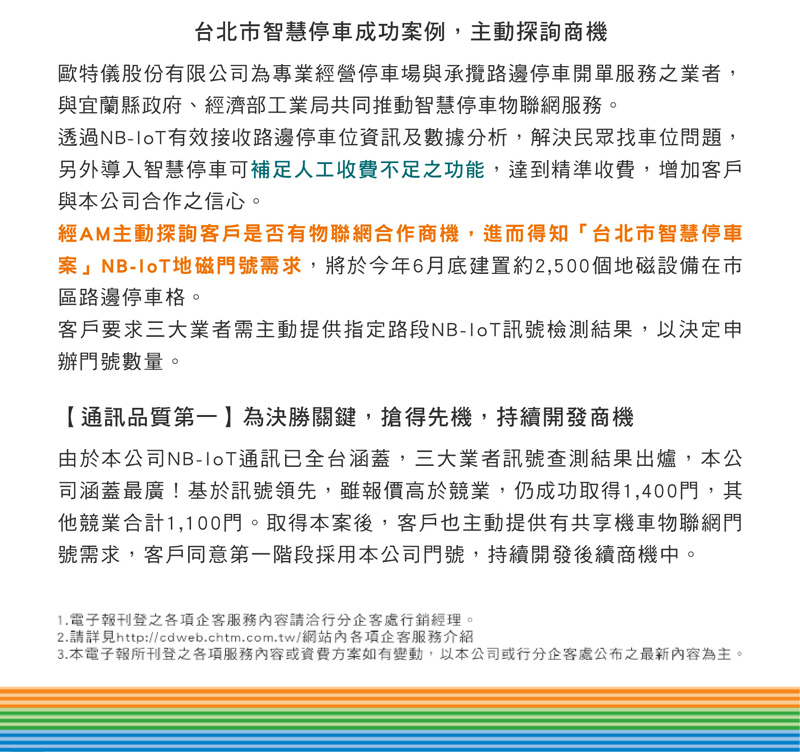 台北市智慧停車成功案例，主動探詢商機
歐特儀股份有限公司為專業經營停車場與承攬路邊停車開單服務之業者，
與宜蘭縣政府、經濟部工業局共同推動智慧停車物聯網服務。
透過NB-IoT有效接收路邊停車位資訊及數據分析，解決民眾找車位問題，
另外導入智慧停車可補足人工收費不足之功能，達到精準收費，增加客戶
與本公司合作之信心。
經AM主動探詢客戶是否有物聯網合作商機，進而得知「台北市智慧停車
案」NB-IoT地磁門號需求，將於今年6月底建置約2,500個地磁設備在市
區路邊停車格。
客戶要求三大業者需主動提供指定路段NB-IoT訊號檢測結果，以決定申
辦門號數量。
【通訊品質第一】為決勝關鍵，搶得先機，持續開發商機
由於本公司NB-IoT通訊已全台涵蓋，三大業者訊號查測結果出爐，本公
司涵蓋最廣！基於訊號領先，雖報價高於競業，仍成功取得1,400門，其
他競業合計1,100門。取得本案後，客戶也主動提供有共享機車物聯網門
號需求，客戶同意第一階段採用本公司門號，持續開發後續商機中。
1.電子報刊登之各項企客服務內容請洽行分企客處行銷經理。
2.請詳見http://cdweb.chtm.com.tw/網站內各項企客服務介紹
3.本電子報所刊登之各項服務內容或資費方案如有變動，以本公司或行分企客處公布之最新內容為主。